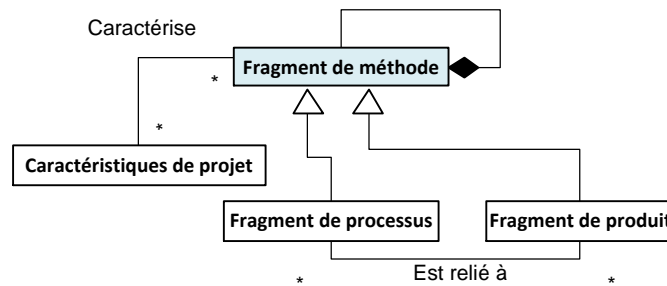 Caractérise
Fragment de méthode
*
*
Caractéristiques de projet
Fragment de processus
Fragment de produit
Est relié à
*
*